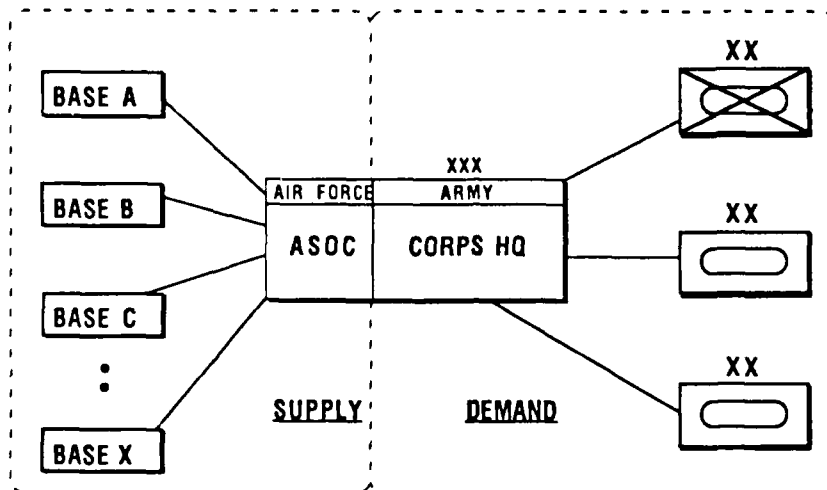 XX
BASE A
XXX
AIR FORCE ARMY
BASE B
XX
ASOC CORPS HQ
BASE C
XX
SUPPLY DEMAND
BASE X